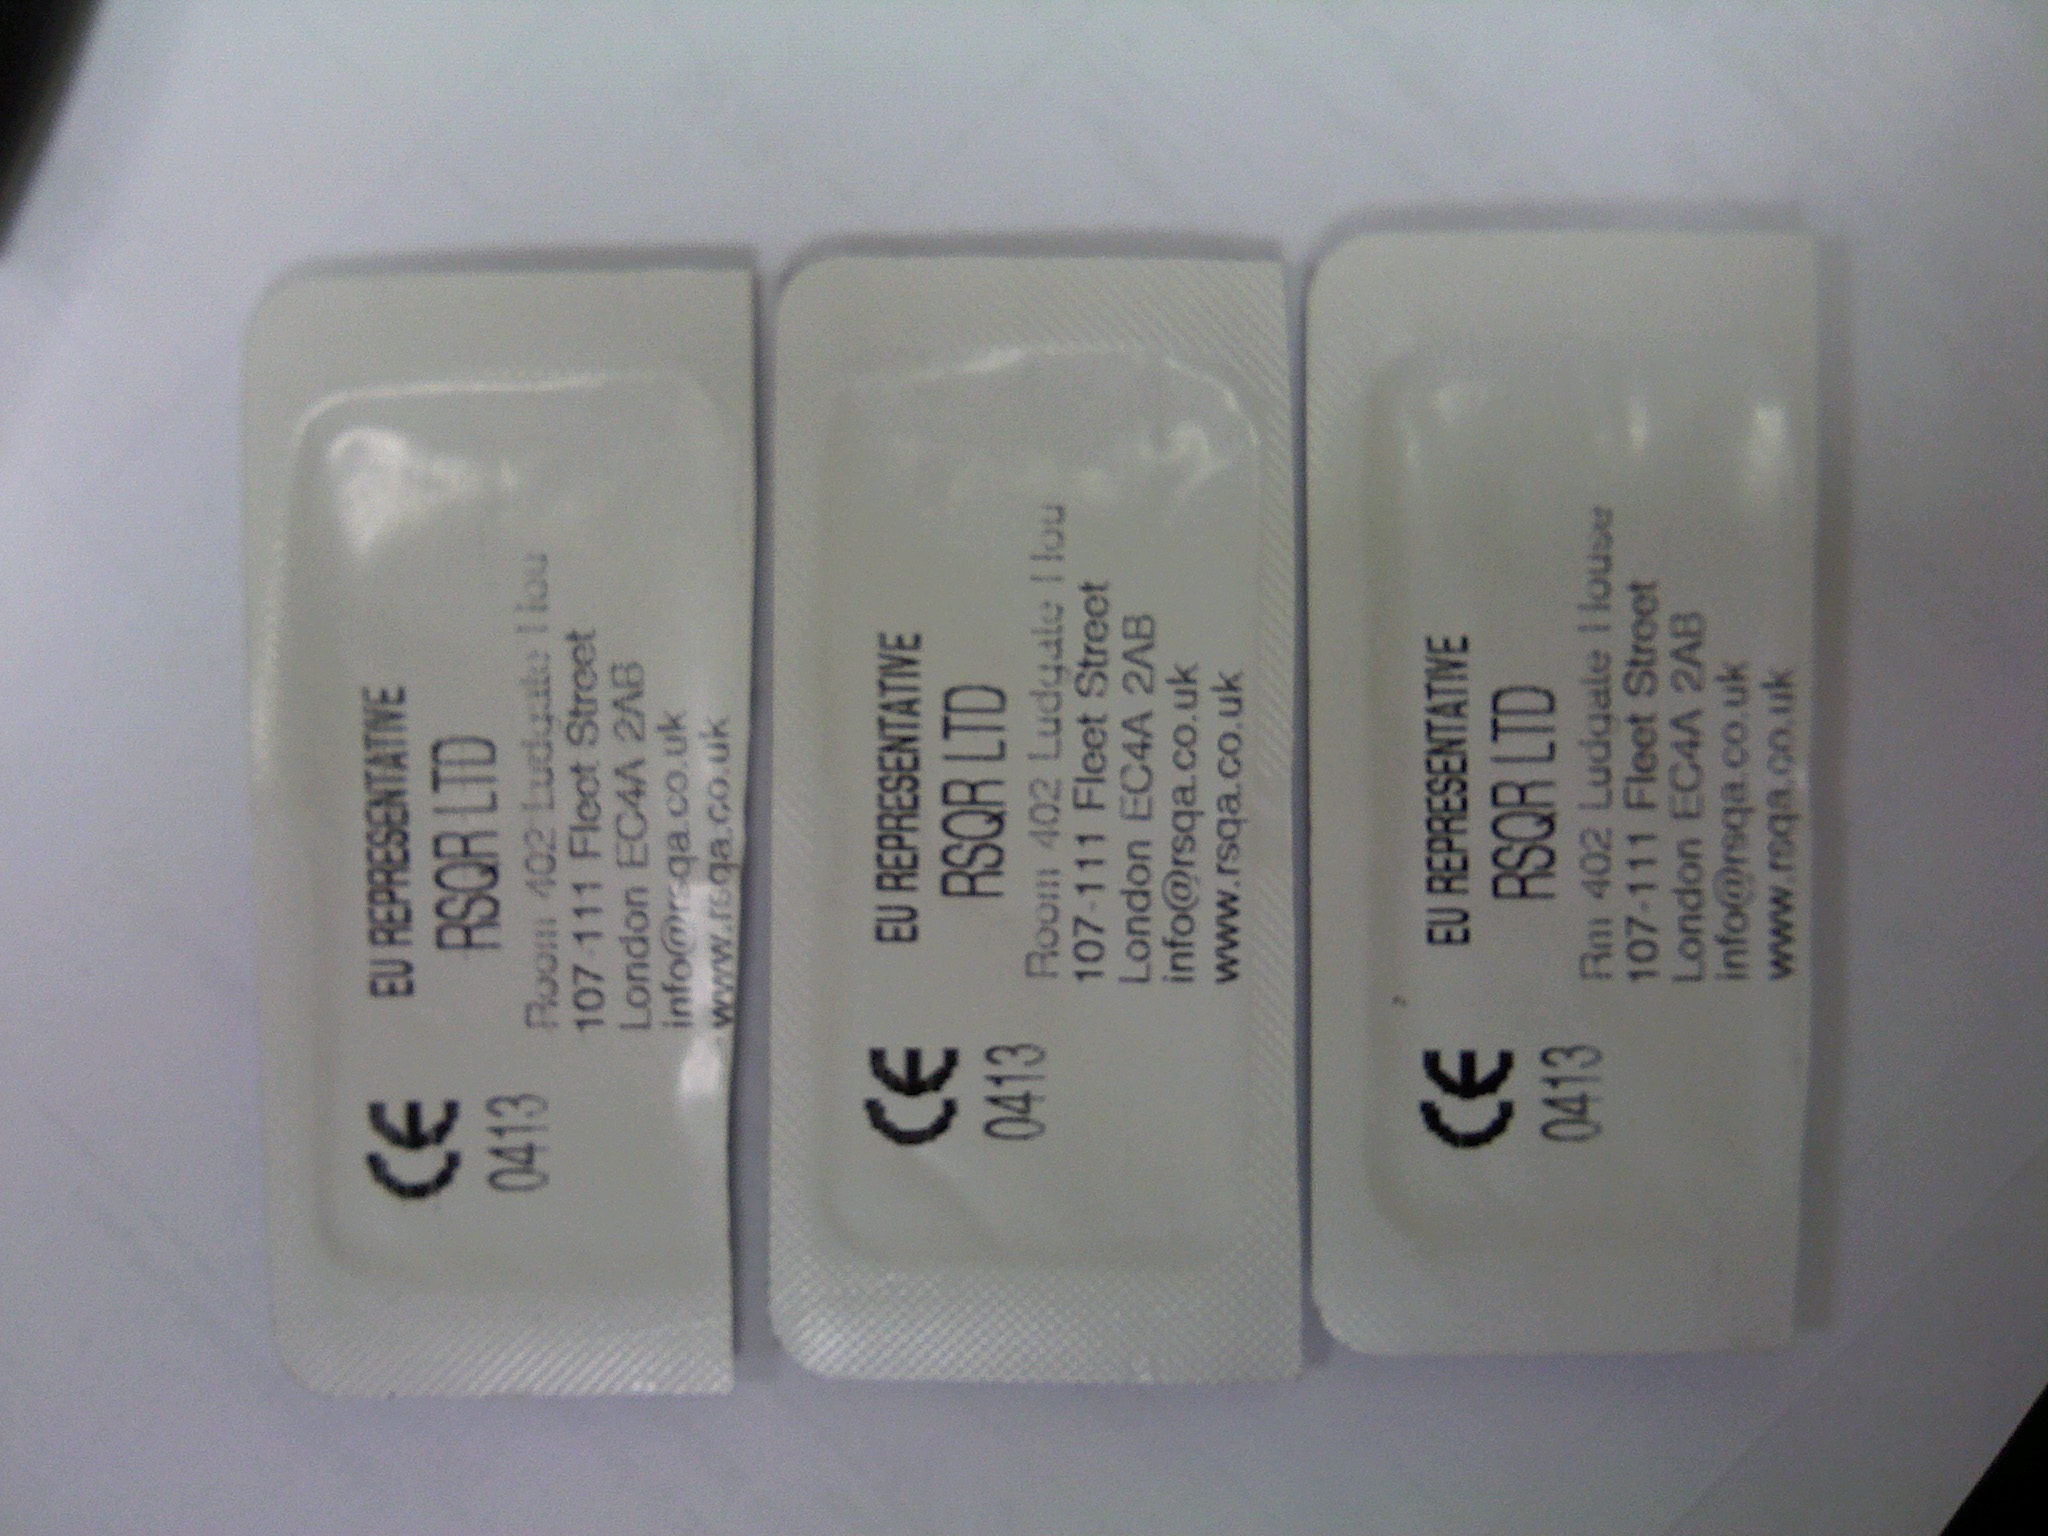 CE
0413
EU REPRESENTATIVE
RSQR LTD
Room 402 Ludgate Hou
107-111 Fleet Street
London EC4A 2AB
info@rsqa.co.uk
www.rsqa.co.uk
CE
0413
EU REPRESENTATIVE
RSQR LTD
Room 402 Ludgate Hou
107-111 Fleet Street
London EC4A 2AB
info@rsqa.co.uk
www.rsqa.co.uk
CE
0413
EU REPRESENTATIVE
RSQR LTD
Rm 402 Ludgate House
107-111 Fleet Street
London EC4A 2AB
info@rsqa.co.uk
www.rsqa.co.uk